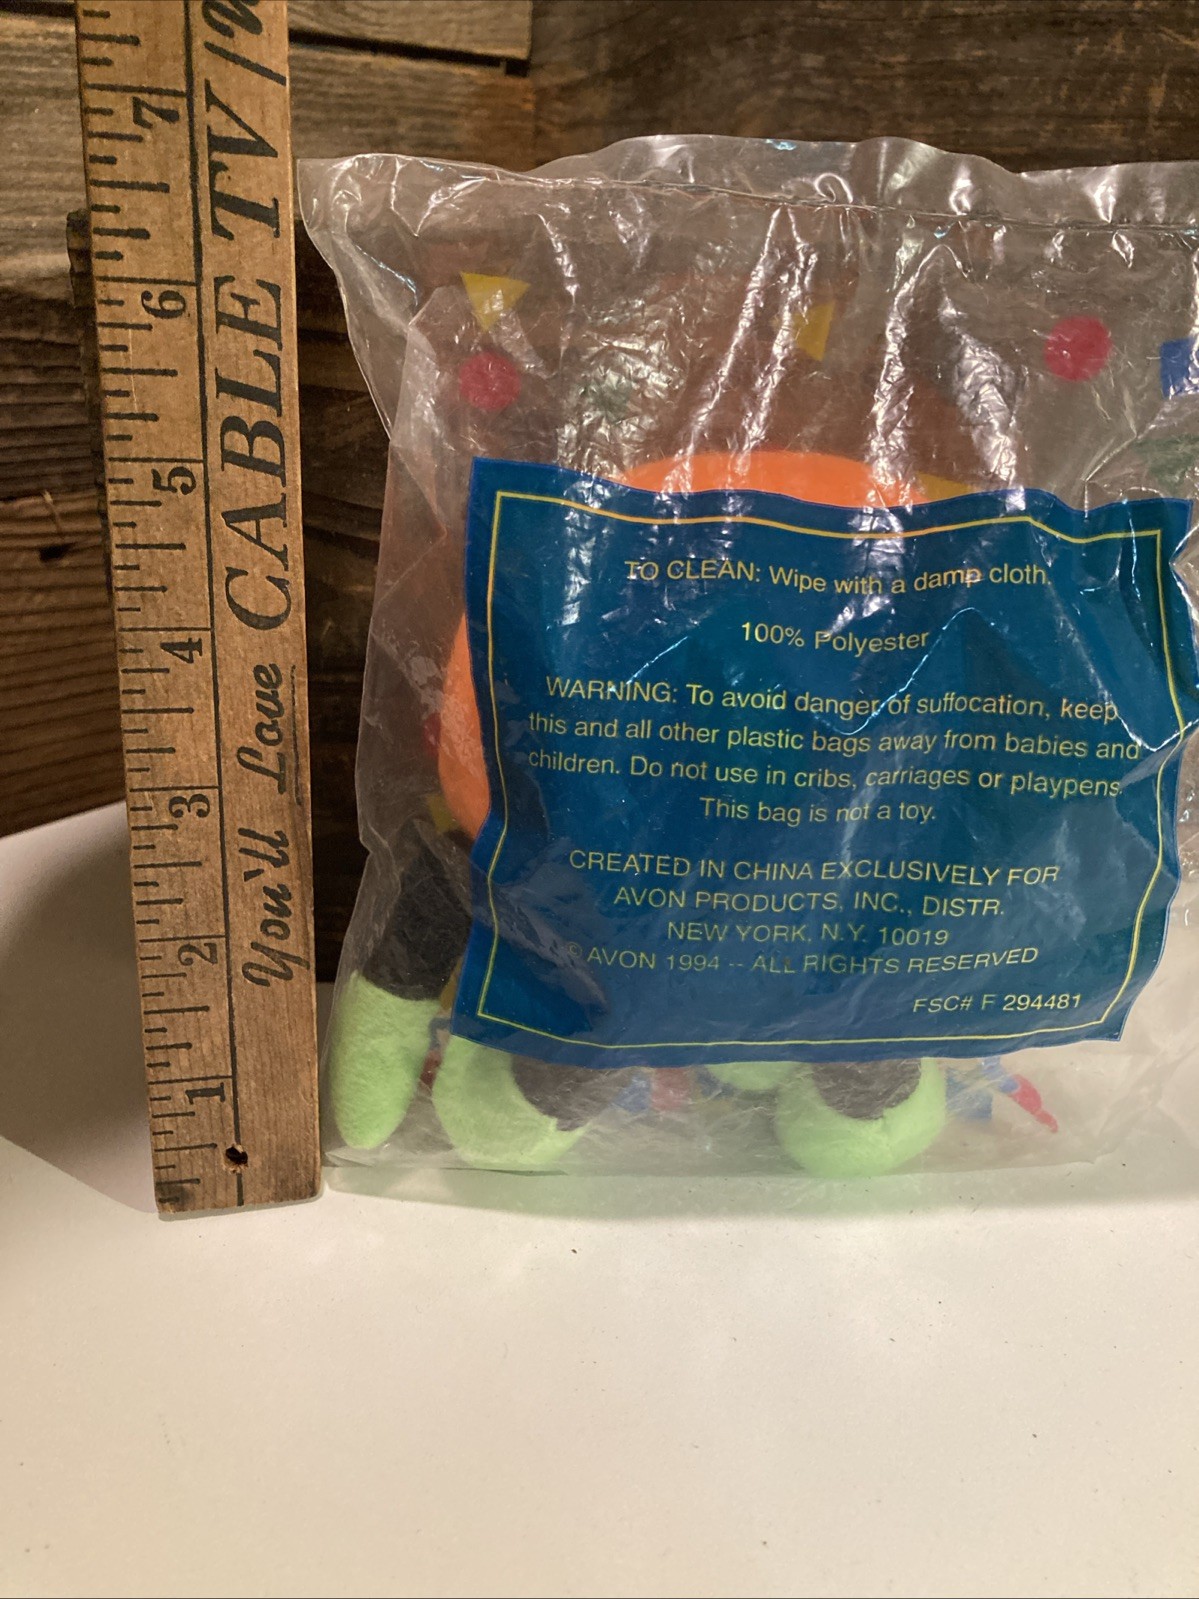 7
6
5
4
3
2
1
You'll Love CABLE TV
TO CLEAN: Wipe with a damp cloth.
100% Polyester
WARNING: To avoid danger of suffocation, keep
this and all other plastic bags away from babies and
children. Do not use in cribs, carriages or playpens.
This bag is not a toy.
CREATED IN CHINA EXCLUSIVELY FOR
AVON PRODUCTS, INC., DISTR.
NEW YORK, N.Y. 10019
© AVON 1994 -- ALL RIGHTS RESERVED
FSC# F 294481